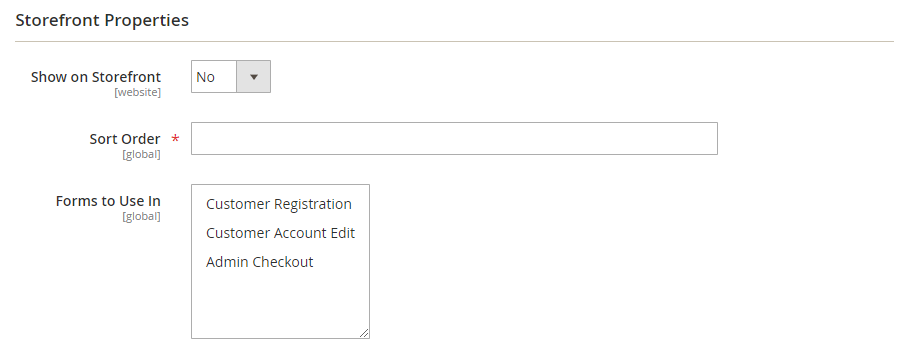 Storefront Properties
Show on Storefront No
[website]
Sort Order *
[global]
Forms to Use In
[global]
Customer Registration
Customer Account Edit
Admin Checkout